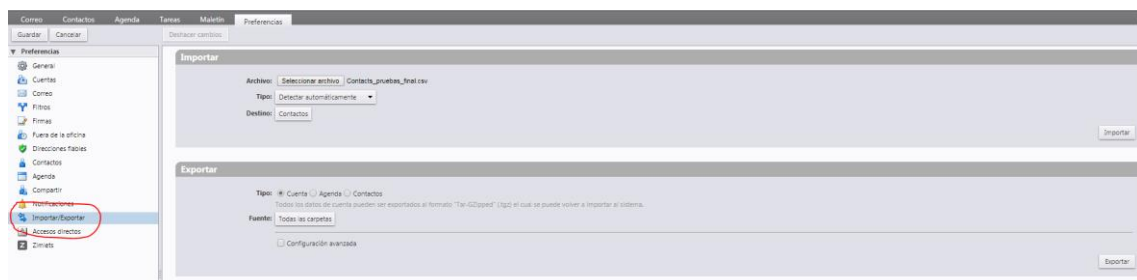 Correo Contactos Agenda Tareas Maletín Preferencias
Guardar Cancelar Deshacer cambios
Preferencias
General
Cuentas
Correo
Filtros
Firmas
Fuera de la oficina
Direcciones fiables
Contactos
Agenda
Compartir
Notificaciones
Importar/Exportar
Accesos directos
Zimlets
Importar
Archivo: Seleccionar archivo Contacts_pruebas_final.csv
Tipo: Detectar automáticamente
Destino: Contactos
Importar
Exportar
Tipo: Cuenta Agenda Contactos
Todos los datos de cuenta pueden ser exportados al formato "Tar-GZipped" (.tgz) el cual se puede volver a importar al sistema.
Fuente: Todas las carpetas
Configuración avanzada
Exportar